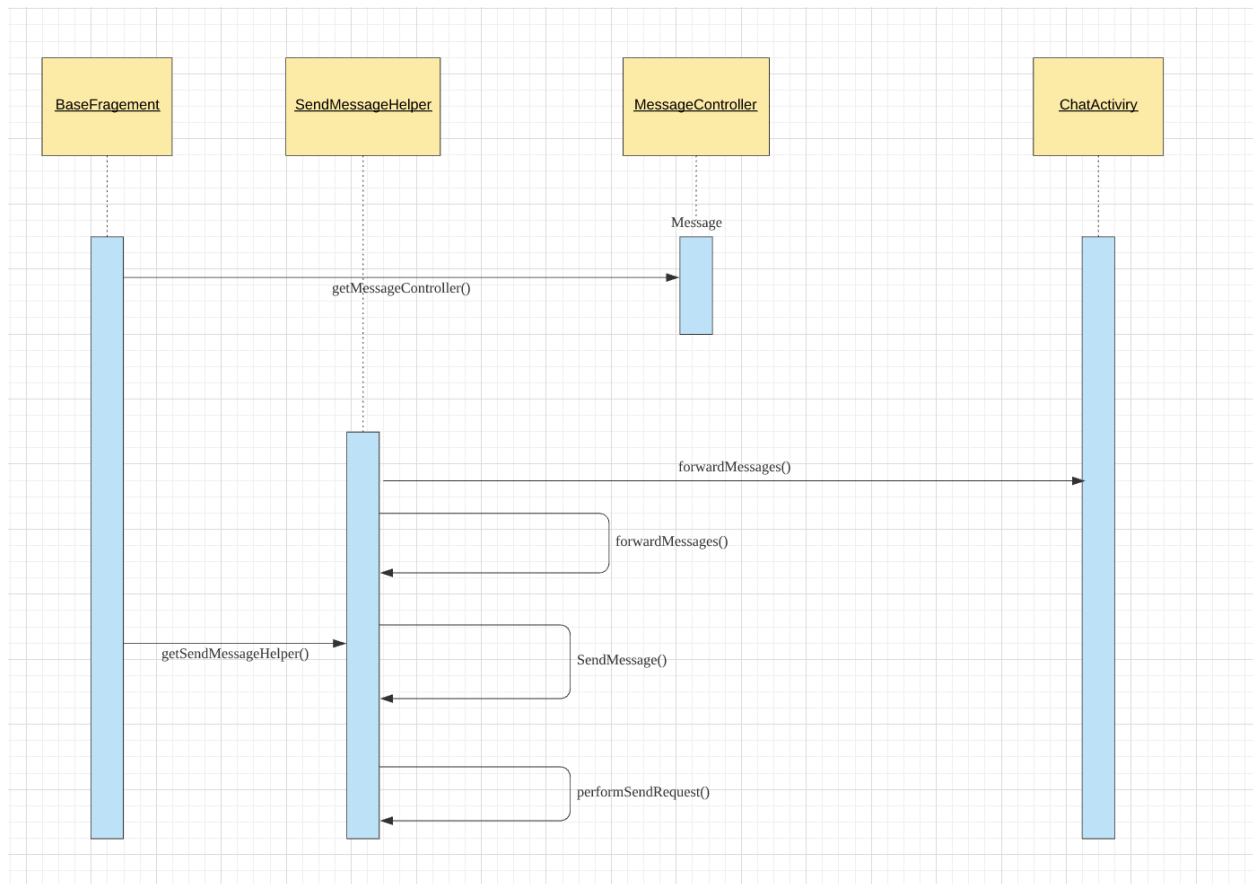 BaseFragement
SendMessageHelper
MessageController
ChatActiviry
Message
getMessageController()
forwardMessages()
forwardMessages()
getSendMessageHelper()
SendMessage()
performSendRequest()